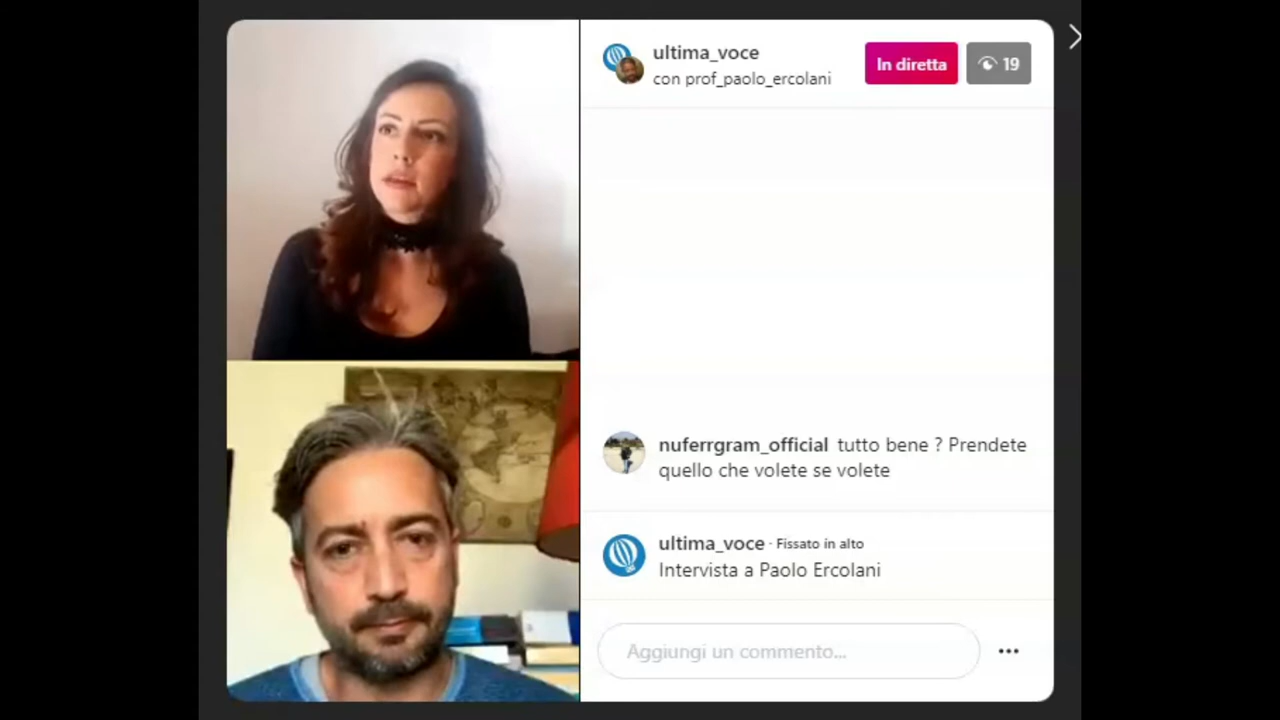 ultima_voce
con prof_paolo_ercolani
In diretta
19
nuferrgram_official tutto bene ? Prendete
quello che volete se volete
ultima_voce · Fissato in alto
Intervista a Paolo Ercolani
Aggiungi un commento...